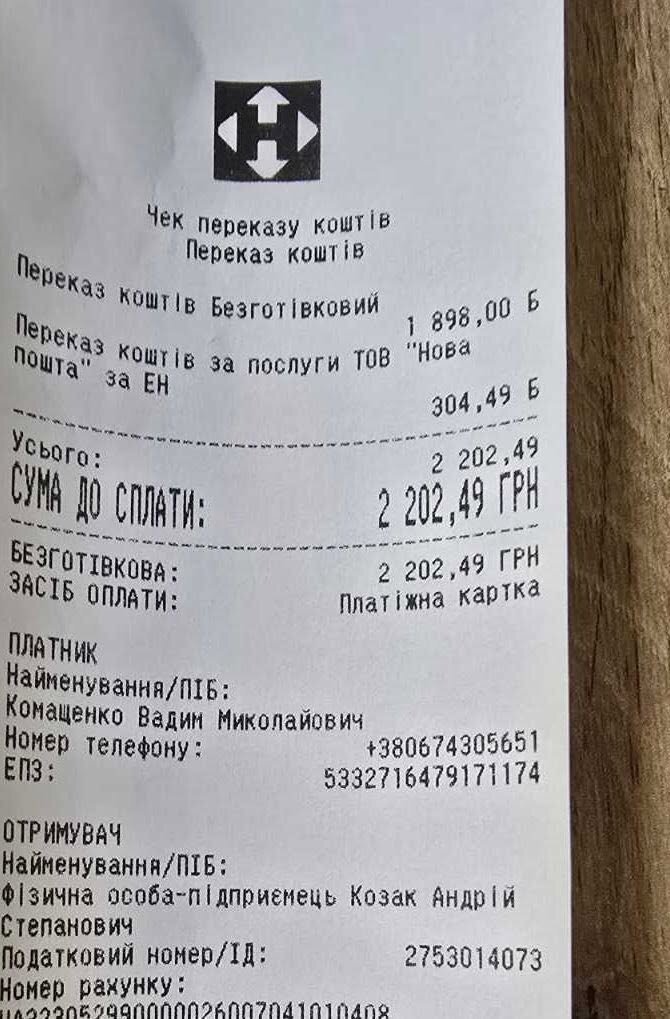 Чек переказу коштів
Переказ коштів
Переказ коштів Безготівковий
1 898,00 Б
Переказ коштів за послуги ТОВ "Нова
пошта" за ЕН
304,49 Б
Усього: 2 202,49
СУМА ДО СПЛАТИ: 2 202,49 ГРН
БЕЗГОТІВКОВА: 2 202,49 ГРН
ЗАСІБ ОПЛАТИ: Платіжна картка
ПЛАТНИК
Найменування/ПІБ:
Комащенко Вадим Миколайович
Номер телефону: +380674305651
ЕПЗ: 5332716479171174
ОТРИМУВАЧ
Найменування/ПІБ:
Фізична особа-підприємець Козак Андрій
Степанович
Податковий номер/ІД: 2753014073
Номер рахунку: